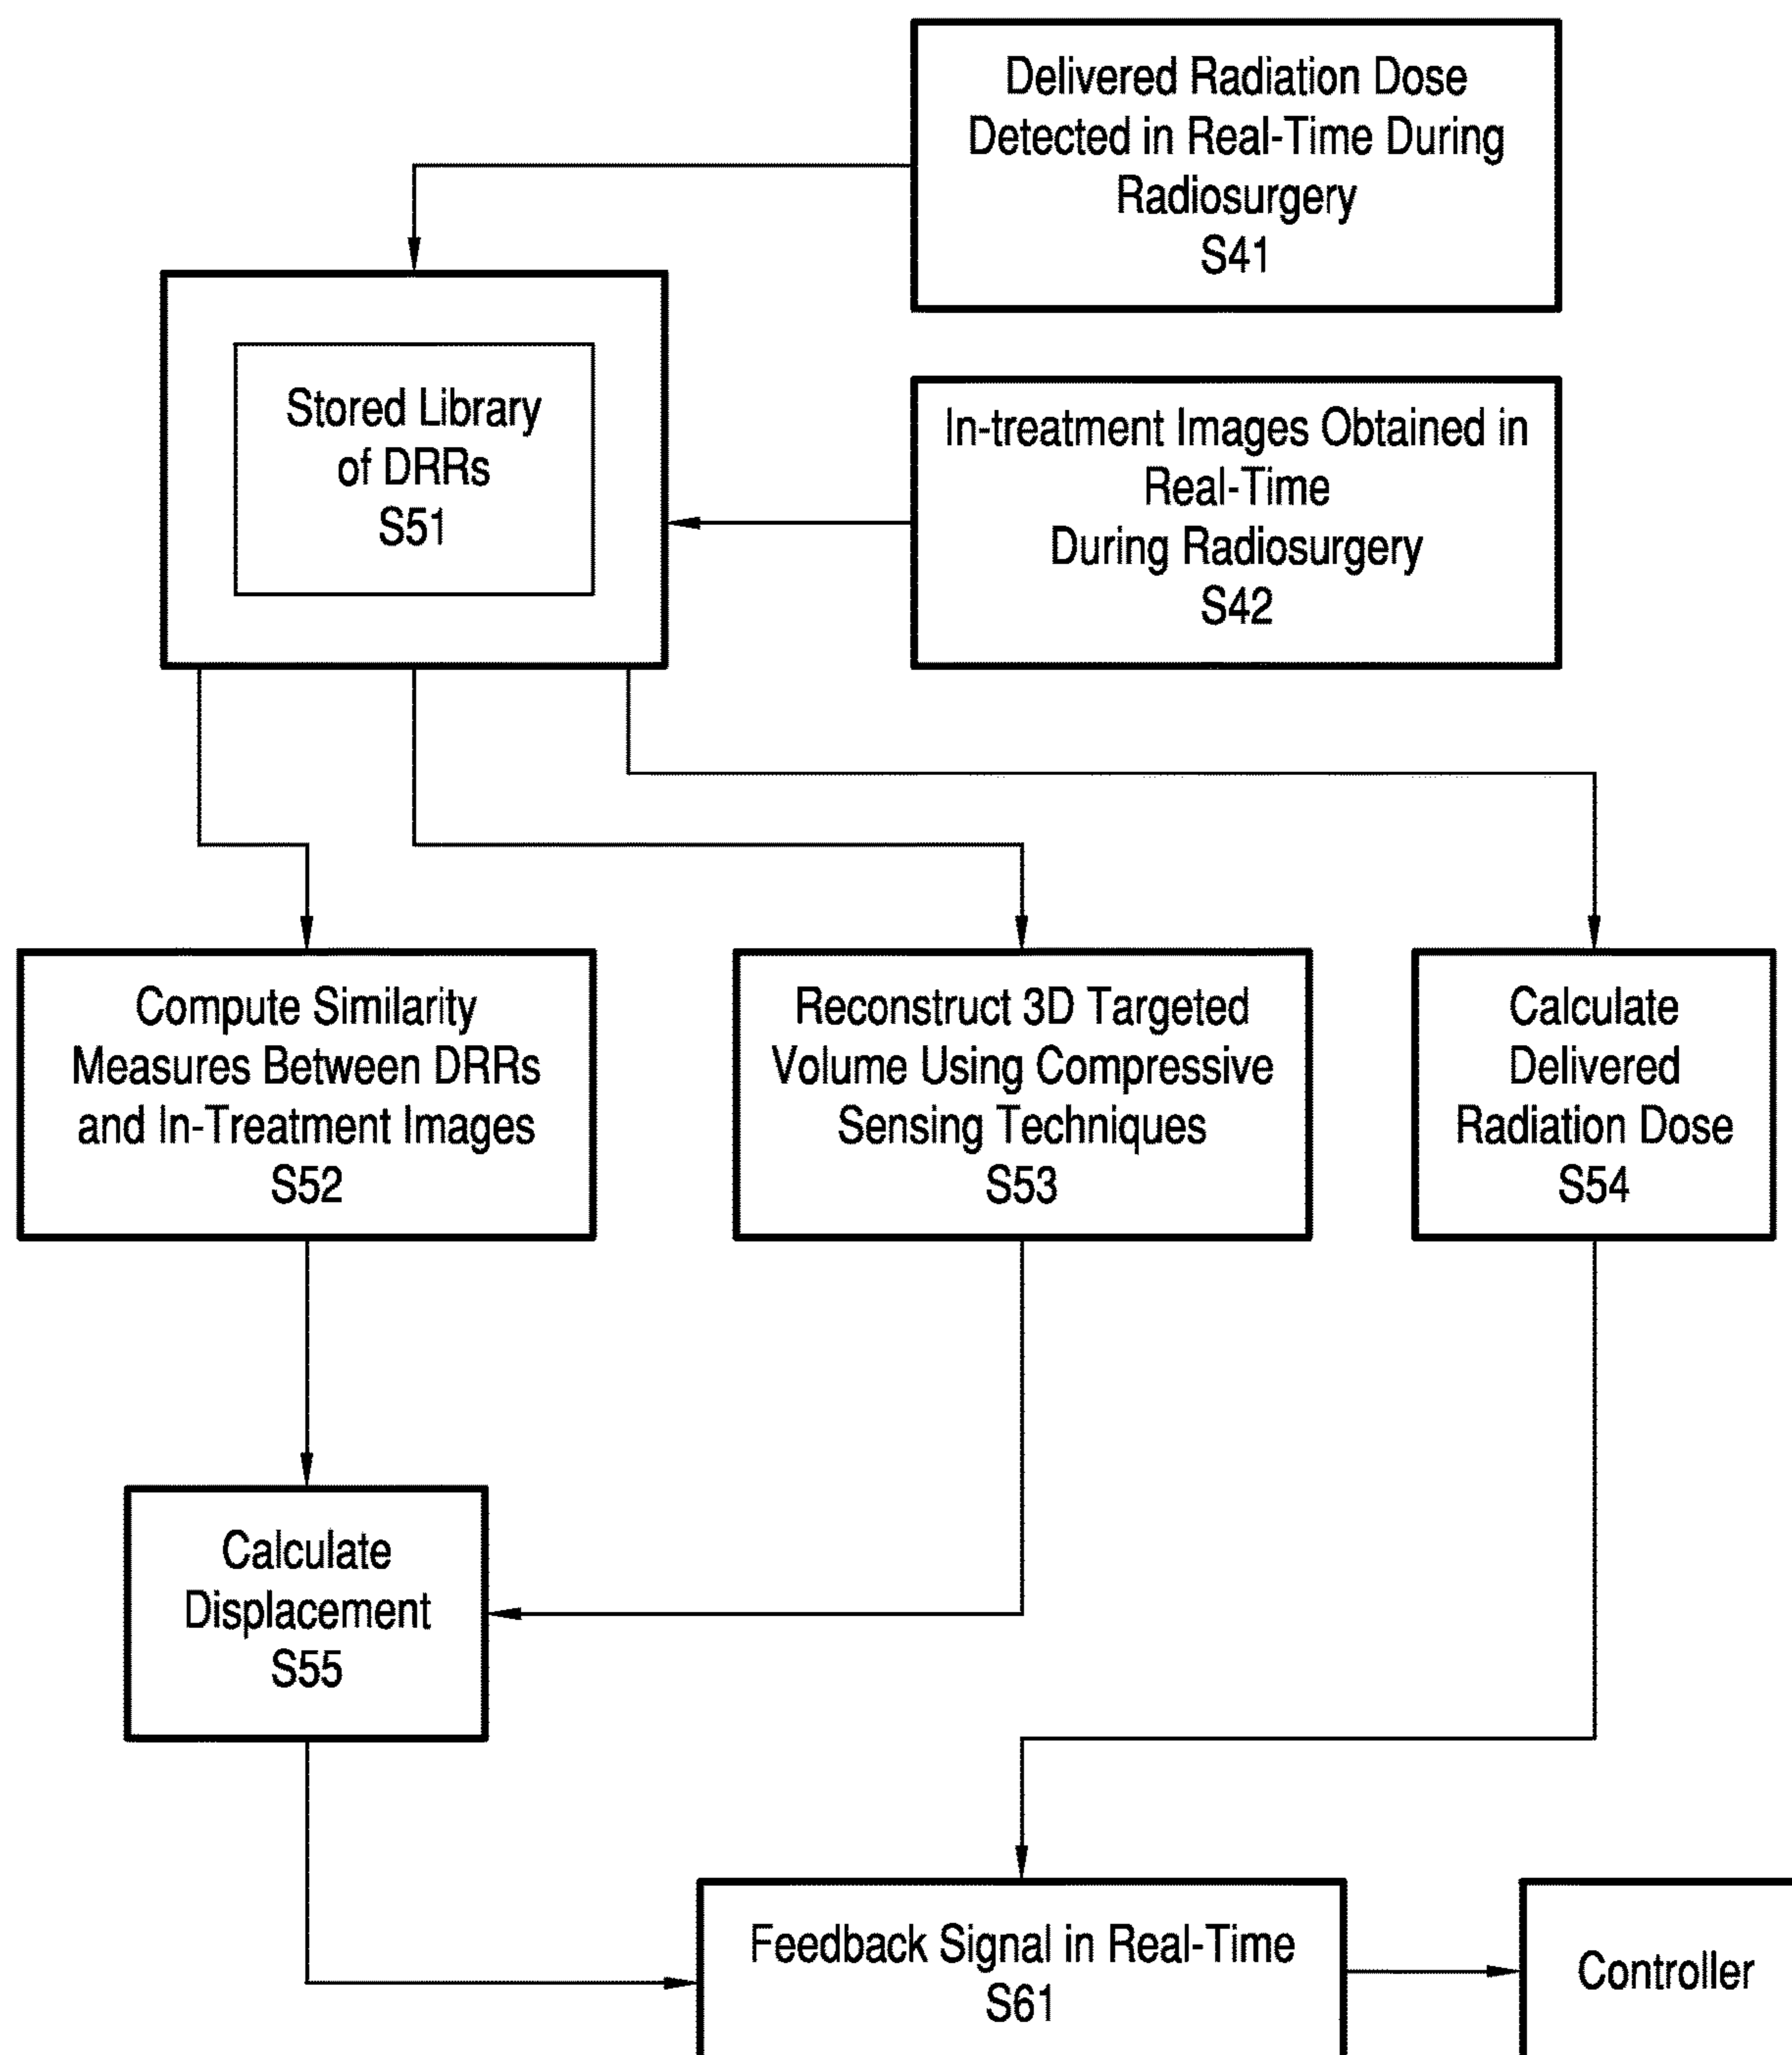 Delivered Radiation Dose
Detected in Real-Time During
Radiosurgery
S41
Stored Library
of DRRs
S51
In-treatment Images Obtained in
Real-Time
During Radiosurgery
S42
Compute Similarity
Measures Between DRRs
and In-Treatment Images
S52
Reconstruct 3D Targeted
Volume Using Compressive
Sensing Techniques
S53
Calculate
Delivered
Radiation Dose
S54
Calculate
Displacement
S55
Feedback Signal in Real-Time
S61
Controller